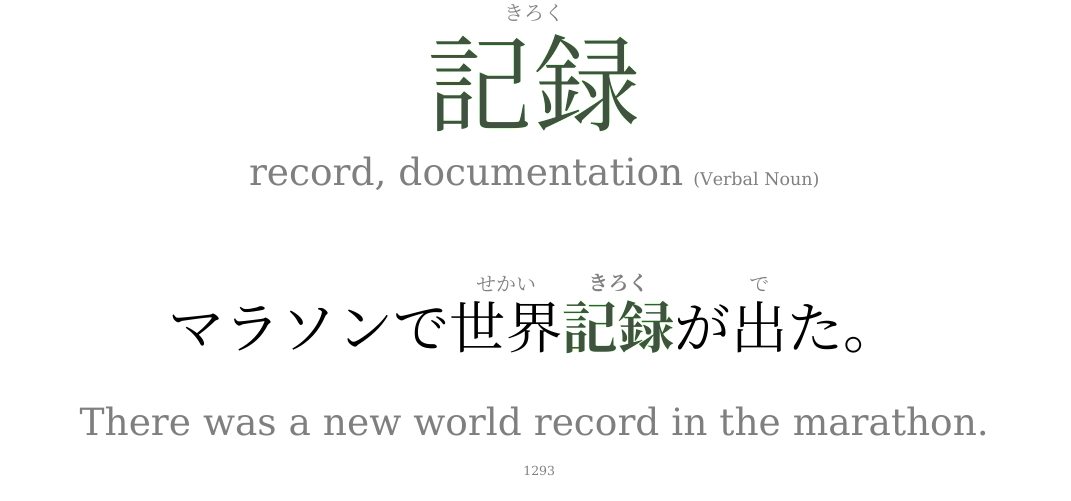 きろく
記録
record, documentation (Verbal Noun)
せかい きろく で
マラソンで世界記録が出た。
There was a new world record in the marathon.
1293